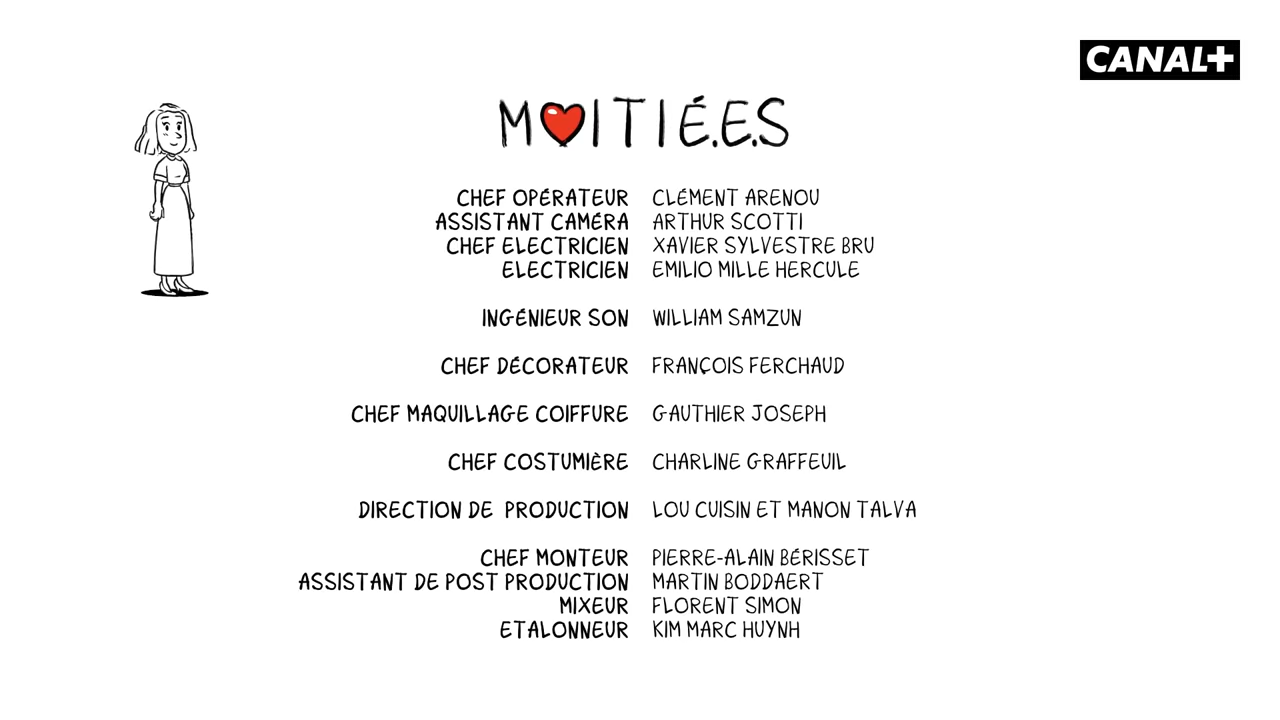 CANAL+
M❤ITIÉ.E.S
CHEF OPÉRATEUR CLÉMENT ARENOU
ASSISTANT CAMÉRA ARTHUR SCOTTI
CHEF ELECTRICIEN XAVIER SYLVESTRE BRU
ELECTRICIEN EMILIO MILLE HERCULE
INGÉNIEUR SON WILLIAM SAMZUN
CHEF DÉCORATEUR FRANÇOIS FERCHAUD
CHEF MAQUILLAGE COIFFURE GAUTHIER JOSEPH
CHEF COSTUMIÈRE CHARLINE GRAFFEUIL
DIRECTION DE PRODUCTION LOU CUISIN ET MANON TALVA
CHEF MONTEUR PIERRE-ALAIN BÉRISSET
ASSISTANT DE POST PRODUCTION MARTIN BODDAERT
MIXEUR FLORENT SIMON
ETALONNEUR KIM MARC HUYNH